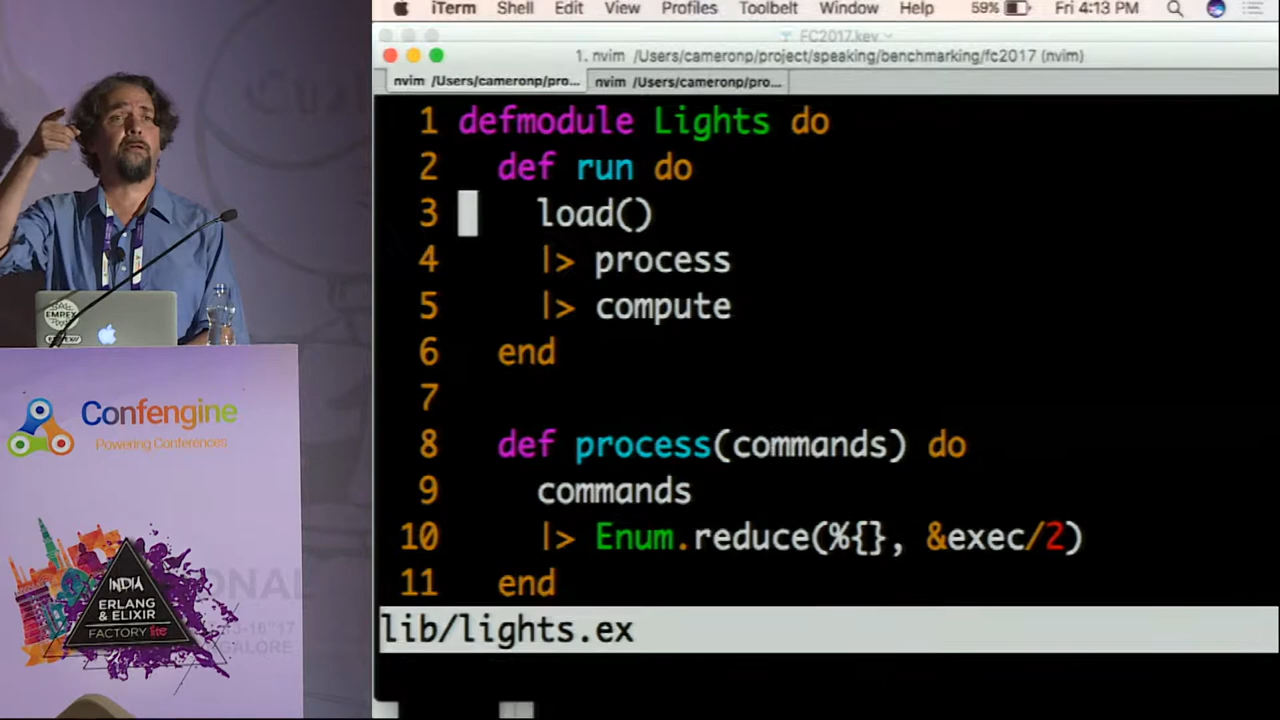 iTerm Shell Edit View Profiles Toolbelt Window Help 59% Fri 4:13 PM
FC2017.key
1. nvim /Users/cameronp/project/speaking/benchmarking/fc2017 (nvim)
nvim /Users/cameronp/pro... nvim /Users/cameronp/pro...
1 defmodule Lights do
2 def run do
3 load()
4 |> process
5 |> compute
6 end
7
8 def process(commands) do
9 commands
10 |> Enum.reduce(%{}, &exec/2)
11 end
lib/lights.ex
EMPEX
Confengine
Powering Conferences
INDIA
ERLANG
& ELIXIR
FACTORY lite